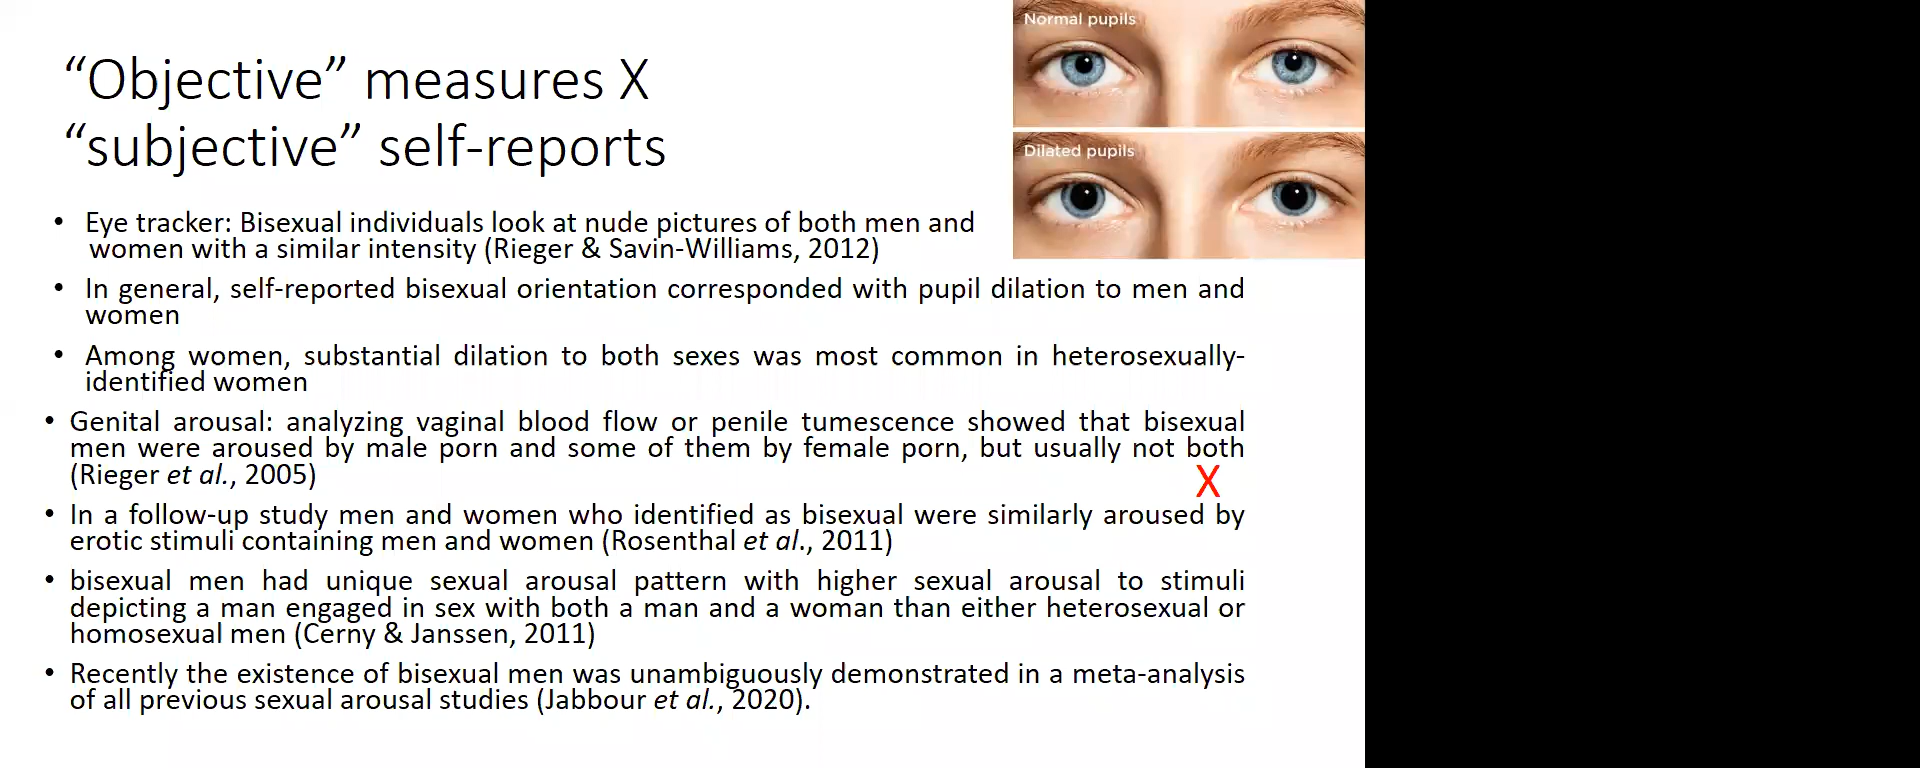 Normal pupils
“Objective” measures X
“subjective” self-reports
Dilated pupils
• Eye tracker: Bisexual individuals look at nude pictures of both men and
women with a similar intensity (Rieger & Savin-Williams, 2012)
• In general, self-reported bisexual orientation corresponded with pupil dilation to men and
women
• Among women, substantial dilation to both sexes was most common in heterosexually-
identified women
• Genital arousal: analyzing vaginal blood flow or penile tumescence showed that bisexual
men were aroused by male porn and some of them by female porn, but usually not both
(Rieger et al., 2005)
X
• In a follow-up study men and women who identified as bisexual were similarly aroused by
erotic stimuli containing men and women (Rosenthal et al., 2011)
• bisexual men had unique sexual arousal pattern with higher sexual arousal to stimuli
depicting a man engaged in sex with both a man and a woman than either heterosexual or
homosexual men (Cerny & Janssen, 2011)
• Recently the existence of bisexual men was unambiguously demonstrated in a meta-analysis
of all previous sexual arousal studies (Jabbour et al., 2020).